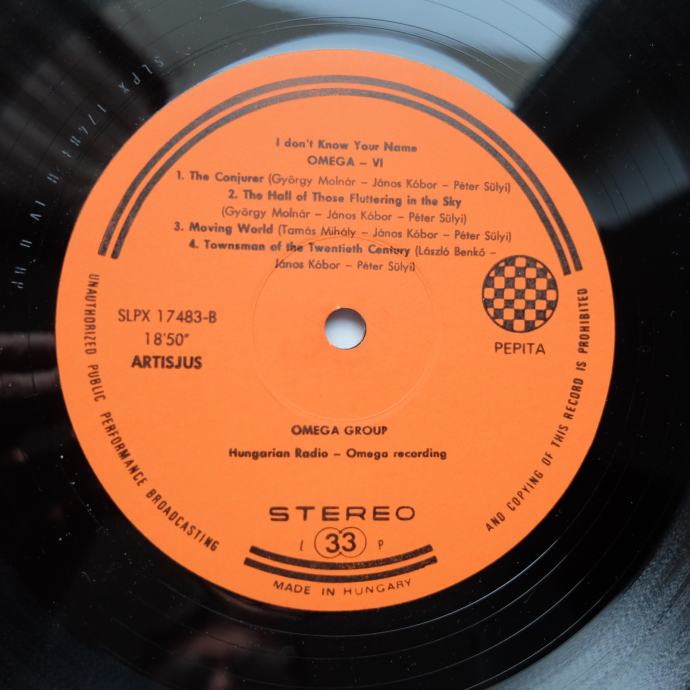 I don't Know Your Name
OMEGA – VI
1. The Conjurer (György Molnár – János Kóbor – Péter Sülyi)
2. The Hall of Those Fluttering in the Sky
(György Molnár – János Kóbor – Péter Sülyi)
3. Moving World (Tamás Mihály – János Kóbor – Péter Sülyi)
4. Townsman of the Twentieth Century (László Benkő –
János Kóbor – Péter Sülyi)
SLPX 17483-B
18'50"
ARTISJUS
PEPITA
OMEGA GROUP
Hungarian Radio – Omega recording
STEREO
L 33 P
MADE IN HUNGARY
UNAUTHORIZED PUBLIC PERFORMANCE BROADCASTING
AND COPYING OF THIS RECORD IS PROHIBITED
SLPX